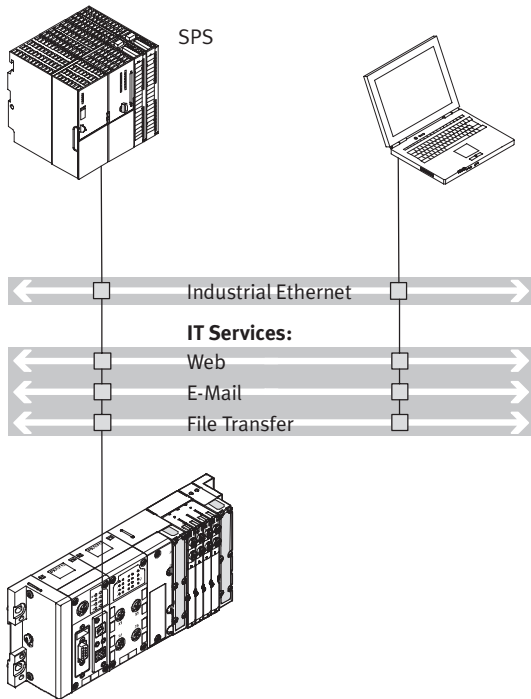 SPS
Industrial Ethernet
IT Services:
Web
E-Mail
File Transfer